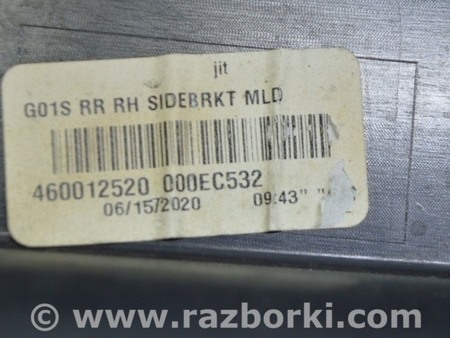 jit
G01S RR RH SIDEBRKT MLD
460012520 000EC532
06/15/2020 09:43"
© www.razborki.com